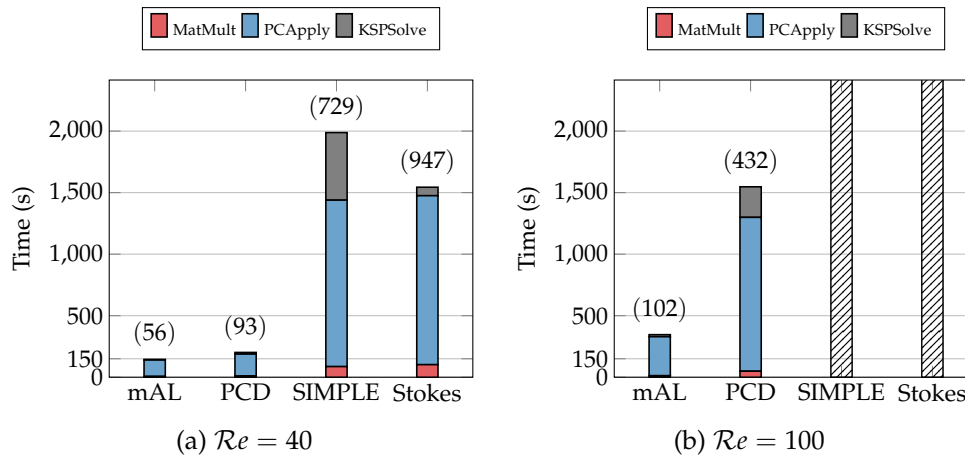 MatMult PCApply KSPSolve
(729)
(947)
(56)
(93)
2,000
1,500
1,000
500
150
0
Time (s)
mAL PCD SIMPLE Stokes
(a) Re = 40
MatMult PCApply KSPSolve
(432)
(102)
2,000
1,500
1,000
500
150
0
Time (s)
mAL PCD SIMPLE Stokes
(b) Re = 100